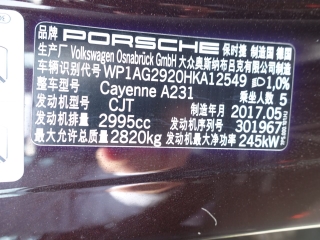 品牌 PORSCHE 保时捷 制造国 德国
生产厂 Volkswagen Osnabrück GmbH 大众奥斯纳布吕克有限公司
车辆识别代号 WP1AG2920HKA12549 1,0%
整车型号 Cayenne A231 乘坐人数 5
发动机型号 CJT 制造年月 2017.05
发动机排量 2995cc 发动机序列号 301967
最大允许总质量 2820kg 发动机最大净功率 245kW